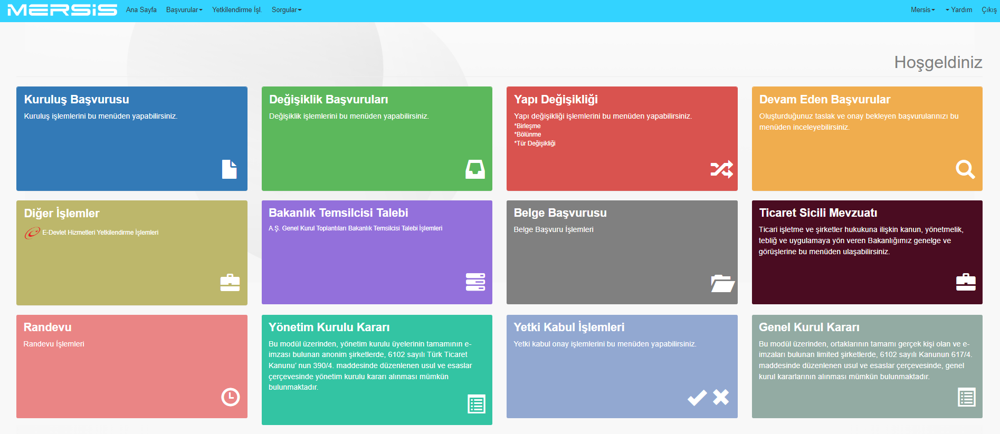 MERSIS
Ana Sayfa Başvurular Yetkilendirme İşl. Sorgular
Mersis Yardım Çıkış
Hoşgeldiniz
Kuruluş Başvurusu
Kuruluş işlemlerini bu menüden yapabilirsiniz.
Değişiklik Başvuruları
Değişiklik işlemlerini bu menüden yapabilirsiniz.
Yapı Değişikliği
Yapı değişikliği işlemlerini bu menüden yapabilirsiniz.
*Birleşme
*Bölünme
*Tür Değişikliği
Devam Eden Başvurular
Oluşturduğunuz taslak ve onay bekleyen başvurularınızı bu
menüden inceleyebilirsiniz.
Diğer İşlemler
E-Devlet Hizmetleri Yetkilendirme İşlemleri
Bakanlık Temsilcisi Talebi
A.Ş. Genel Kurul Toplantıları Bakanlık Temsilcisi Talebi İşlemleri
Belge Başvurusu
Belge Başvuru İşlemleri
Ticaret Sicili Mevzuatı
Ticari işletme ve şirketler hukukuna ilişkin kanun, yönetmelik,
tebliğ ve uygulamaya yön veren Bakanlığımız genelge ve
görüşlerine bu menüden ulaşabilirsiniz.
Randevu
Randevu İşlemleri
Yönetim Kurulu Kararı
Bu modül üzerinden, yönetim kurulu üyelerinin tamamının e-
imzası bulunan anonim şirketlerde, 6102 sayılı Türk Ticaret
Kanunu' nun 390/4. maddesinde düzenlenen usul ve esaslar
çerçevesinde yönetim kurulu kararı alınması mümkün
bulunmaktadır.
Yetki Kabul İşlemleri
Yetki kabul onay işlemlerini bu menüden yapabilirsiniz.
Genel Kurul Kararı
Bu modül üzerinden, ortaklarının tamamı gerçek kişi olan ve e-
imzaları bulunan limited şirketlerde, 6102 sayılı Kanunun 617/4.
maddesinde düzenlenen usul ve esaslar çerçevesinde, genel
kurul kararlarının alınması mümkün bulunmaktadır.